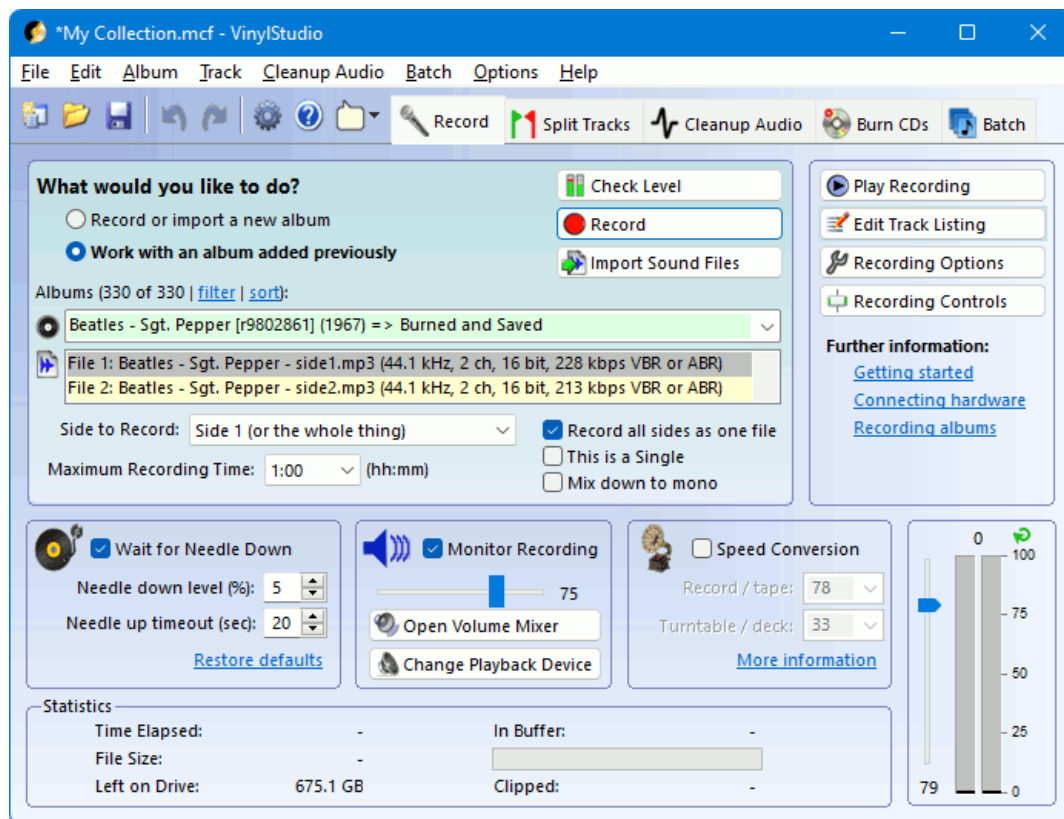 *My Collection.mcf - VinylStudio
File Edit Album Track Cleanup Audio Batch Options Help
Record Split Tracks Cleanup Audio Burn CDs Batch
What would you like to do?
Record or import a new album
Work with an album added previously
Check Level
Record
Import Sound Files
Albums (330 of 330 | filter | sort):
Beatles - Sgt. Pepper [r9802861] (1967) => Burned and Saved
File 1: Beatles - Sgt. Pepper - side1.mp3 (44.1 kHz, 2 ch, 16 bit, 228 kbps VBR or ABR)
File 2: Beatles - Sgt. Pepper - side2.mp3 (44.1 kHz, 2 ch, 16 bit, 213 kbps VBR or ABR)
Side to Record: Side 1 (or the whole thing)
Maximum Recording Time: 1:00 (hh:mm)
Record all sides as one file
This is a Single
Mix down to mono
Play Recording
Edit Track Listing
Recording Options
Recording Controls
Further information:
Getting started
Connecting hardware
Recording albums
Wait for Needle Down
Needle down level (%): 5
Needle up timeout (sec): 20
Restore defaults
Monitor Recording
75
Open Volume Mixer
Change Playback Device
Speed Conversion
Record / tape: 78
Turntable / deck: 33
More information
0
100
75
50
25
0
79
Statistics
Time Elapsed: - In Buffer: -
File Size: -
Left on Drive: 675.1 GB Clipped: -